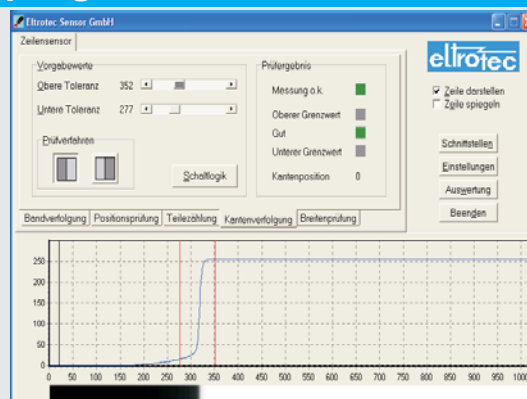 Eltrotec Sensor GmbH
Zeilensensor
Vorgabewerte
Obere Toleranz 352
Untere Toleranz 277
Prüfverfahren
Schaltlogik
Prüfergebnis
Messung o.k.
Oberer Grenzwert
Gut
Unterer Grenzwert
Kantenposition 0
eltrotec
Zeile darstellen
Zeile spiegeln
Schnittstellen
Einstellungen
Auswertung
Beenden
Bandverfolgung Positionsprüfung Teilezählung Kantenverfolgung Breitenprüfung
250
200
150
100
50
0
0 50 100 150 200 250 300 350 400 450 500 550 600 650 700 750 800 850 900 950 1000